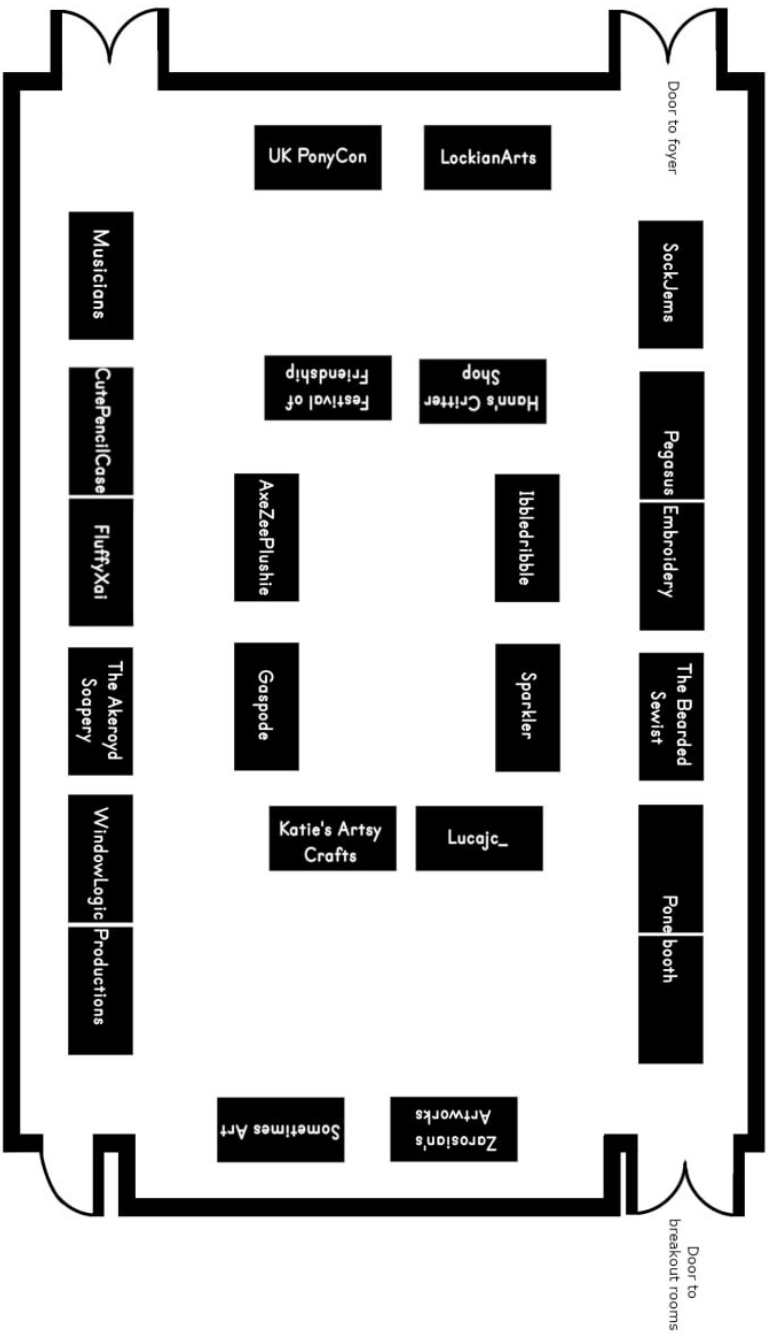 Door to foyer
UK PonyCon
LockianArts
Musicians
SockJems
Festival of
Friendship
Hann's Critter
Shop
CutePencilCase
Pegasus Embroidery
AxeZeePlushie
Ibbledribble
FluffyXai
The Akeroyd
Soapery
Gaspode
Sparkler
The Bearded
Sewist
WindowLogic Productions
Katie's Artsy
Crafts
Lucajc_
Pone booth
Sometimes Art
Zarosian's
Artworks
Door to
breakout rooms